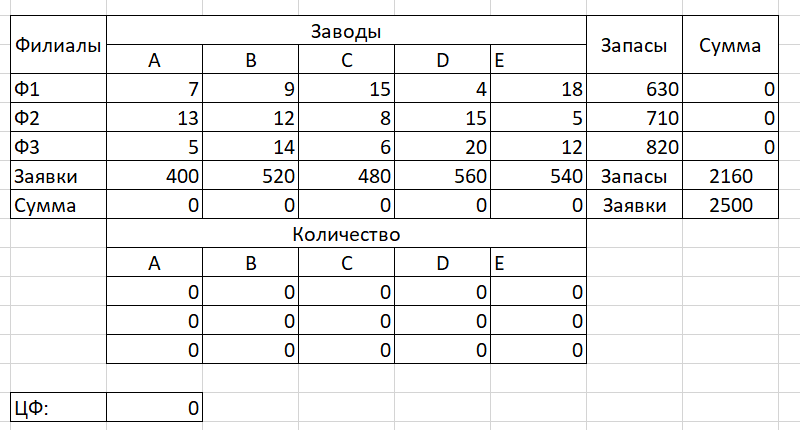 Филиалы Заводы Запасы Сумма
A B C D E
Ф1 7 9 15 4 18 630 0
Ф2 13 12 8 15 5 710 0
Ф3 5 14 6 20 12 820 0
Заявки 400 520 480 560 540 Запасы 2160
Сумма 0 0 0 0 0 Заявки 2500
Количество
A B C D E
0 0 0 0 0
0 0 0 0 0
0 0 0 0 0
ЦФ: 0